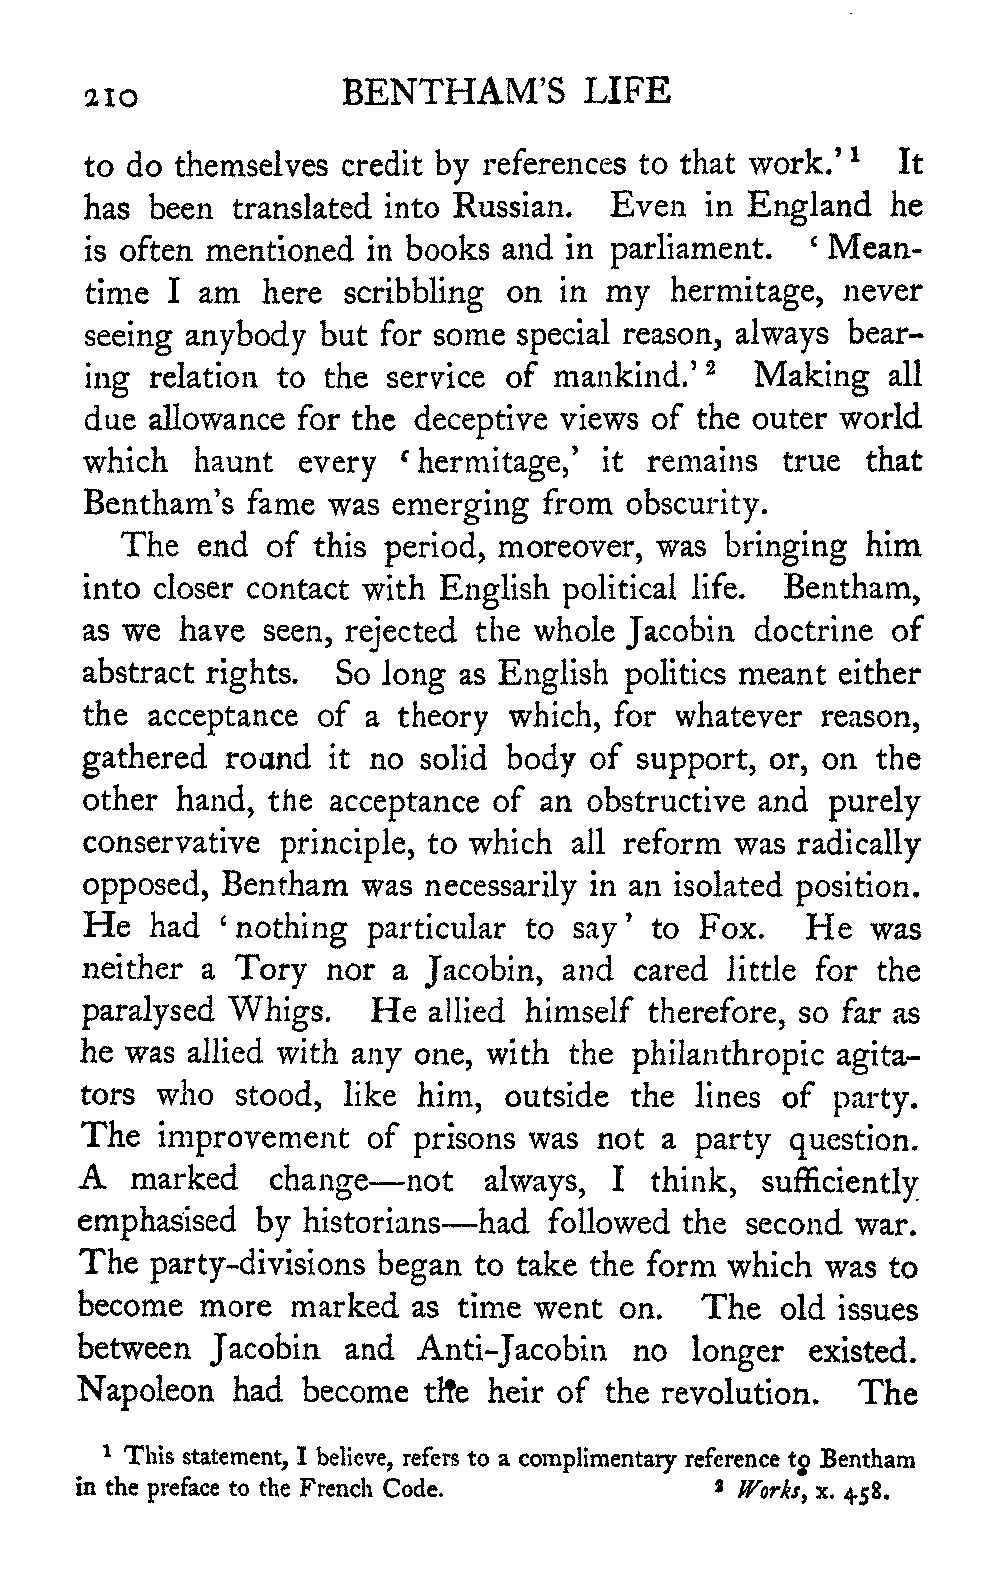 210 BENTHAM'S LIFE
to do themselves credit by references to that work.' ¹ It
has been translated into Russian. Even in England he
is often mentioned in books and in parliament. ‘ Mean-
time I am here scribbling on in my hermitage, never
seeing anybody but for some special reason, always bear-
ing relation to the service of mankind.’ ² Making all
due allowance for the deceptive views of the outer world
which haunt every ‘ hermitage,’ it remains true that
Bentham's fame was emerging from obscurity.
The end of this period, moreover, was bringing him
into closer contact with English political life. Bentham,
as we have seen, rejected the whole Jacobin doctrine of
abstract rights. So long as English politics meant either
the acceptance of a theory which, for whatever reason,
gathered round it no solid body of support, or, on the
other hand, the acceptance of an obstructive and purely
conservative principle, to which all reform was radically
opposed, Bentham was necessarily in an isolated position.
He had ‘ nothing particular to say ’ to Fox. He was
neither a Tory nor a Jacobin, and cared little for the
paralysed Whigs. He allied himself therefore, so far as
he was allied with any one, with the philanthropic agita-
tors who stood, like him, outside the lines of party.
The improvement of prisons was not a party question.
A marked change—not always, I think, sufficiently
emphasised by historians—had followed the second war.
The party-divisions began to take the form which was to
become more marked as time went on. The old issues
between Jacobin and Anti-Jacobin no longer existed.
Napoleon had become the heir of the revolution. The
¹ This statement, I believe, refers to a complimentary reference to Bentham
in the preface to the French Code. ² Works, x. 458.